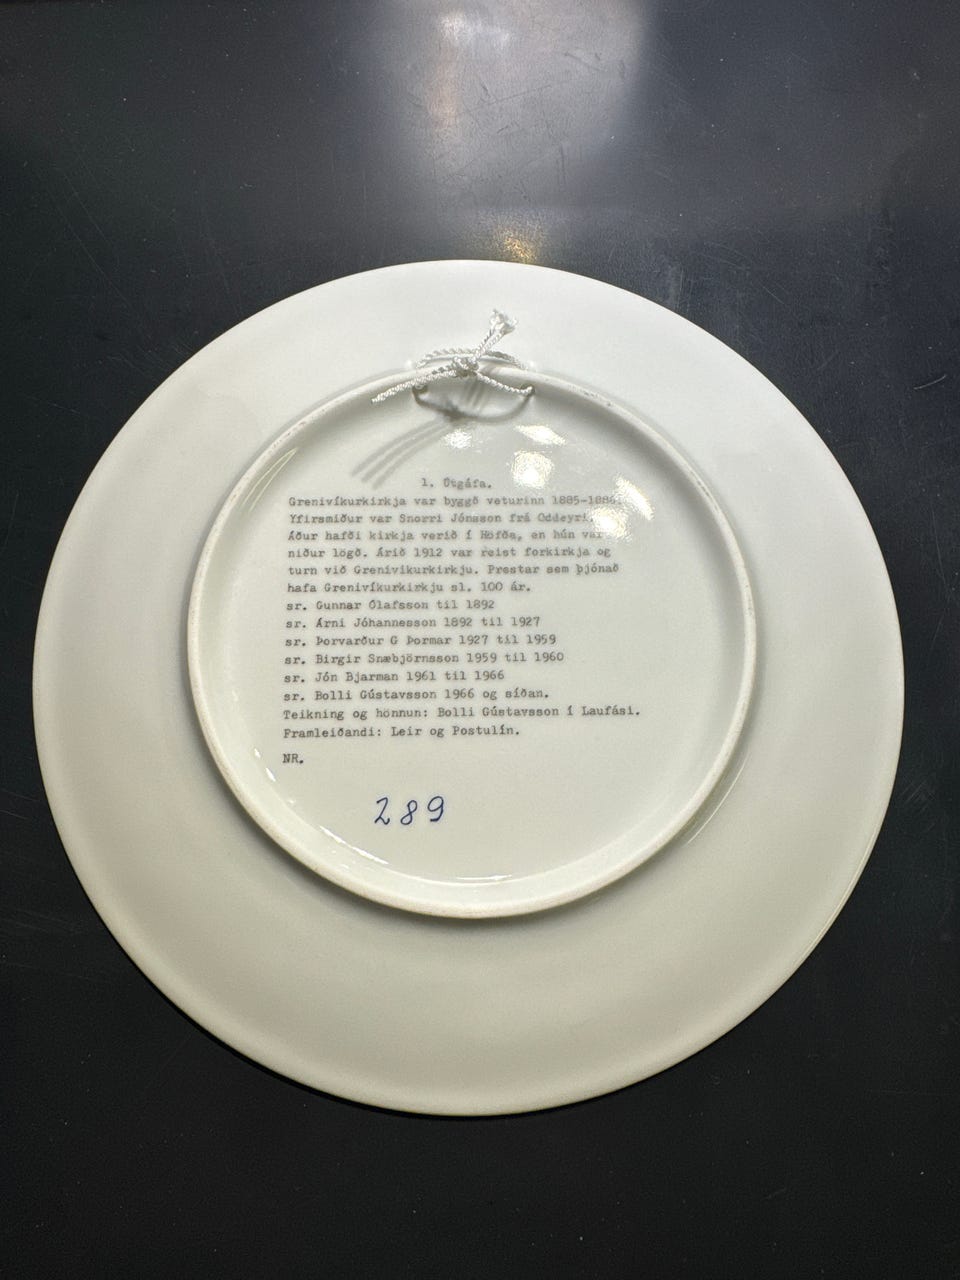 1. Útgáfa.
Grenivíkurkirkja var byggð veturinn 1885-1886.
Yfirsmiður var Snorri Jónsson frá Oddeyri.
Áður hafði kirkja verið í Höfða, en hún var
niður lögð. Árið 1912 var reist forkirkja og
turn við Grenivikurkirkju. Prestar sem þjónað
hafa Grenivíkurkirkju sl. 100 ár.
sr. Gunnar Ólafsson til 1892
sr. Árni Jóhannesson 1892 til 1927
sr. Þorvarður G Þormar 1927 til 1959
sr. Birgir Snæbjörnsson 1959 til 1960
sr. Jón Bjarman 1961 til 1966
sr. Bolli Gústavsson 1966 og síðan.
Teikning og hönnun: Bolli Gústavsson í Laufási.
Framleiðandi: Leir og Postulín.
NR.
289